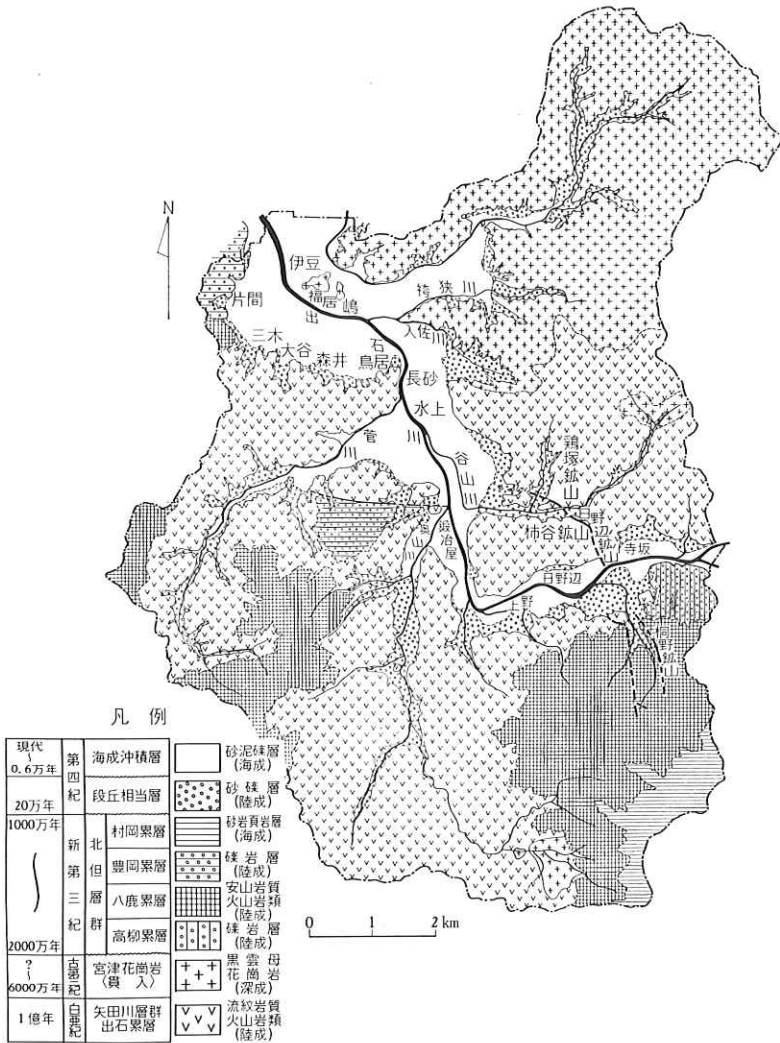 N
伊豆
福居
嶋
出
石
川
片間
三木
大谷
森井
鳥居
袴狭川
入佐川
長砂
水上
菅川
谷山川
鶏塚鉱山
柿谷鉱山
日野辺鉱山
寺坂
鍛冶屋
日野辺
上野
凡例
現代
〜
0.6万年
第四紀
海成沖積層
砂泥礫層
(海成)
20万年
段丘相当層
砂礫層
(陸成)
1000万年
2000万年
新第三紀
北但層群
村岡累層
砂岩頁岩層
(海成)
豊岡累層
礫岩層
(陸成)
八鹿累層
安山岩質
火山岩類
(陸成)
高柳累層
礫岩層
(陸成)
?
〜
6000万年
古第三紀
宮津花崗岩
〈貫入〉
黒雲母
花崗岩
(深成)
1億年
白亜紀
矢田川層群
出石累層
流紋岩質
火山岩類
(陸成)
0 1 2km